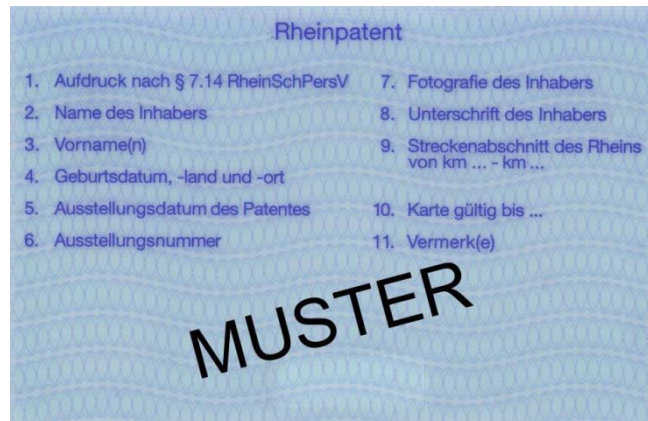 Rheinpatent
1. Aufdruck nach § 7.14 RheinSchPersV
2. Name des Inhabers
3. Vorname(n)
4. Geburtsdatum, -land und -ort
5. Ausstellungsdatum des Patentes
6. Ausstellungsnummer
7. Fotografie des Inhabers
8. Unterschrift des Inhabers
9. Streckenabschnitt des Rheins
von km ... - km ...
10. Karte gültig bis ...
11. Vermerk(e)
MUSTER